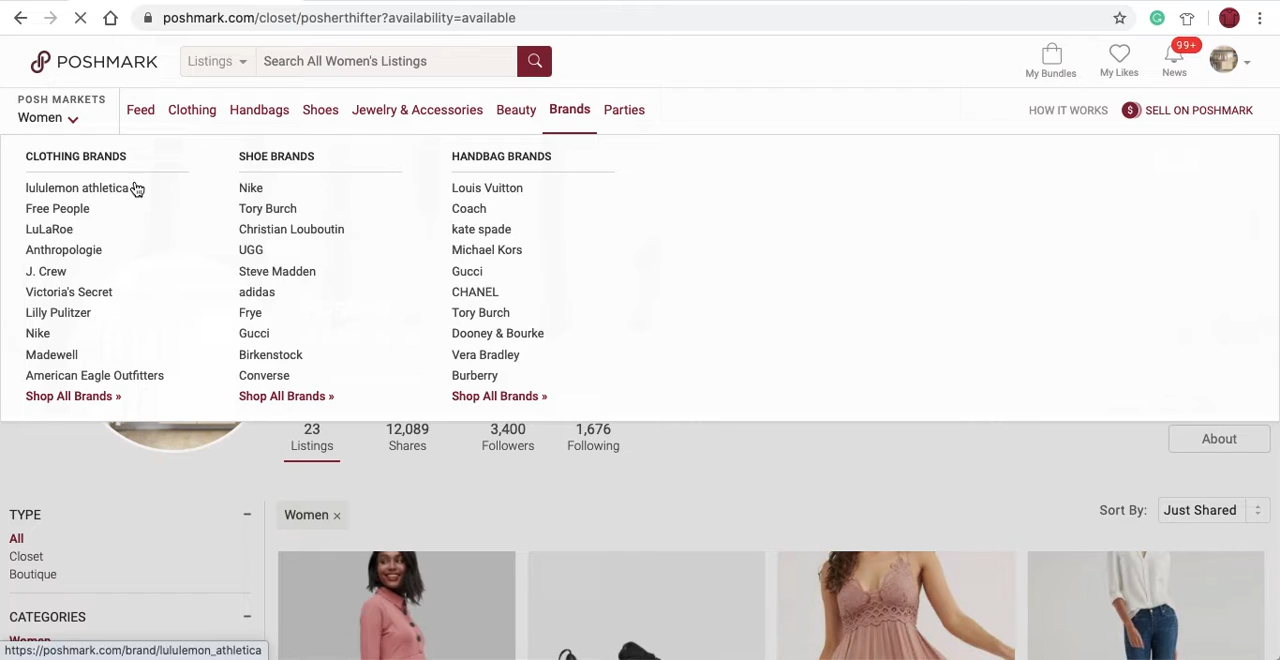 poshmark.com/closet/posherthifter?availability=available
POSHMARK
Listings
Search All Women's Listings
My Bundles
My Likes
99+
News
POSH MARKETS
Women
Feed Clothing Handbags Shoes Jewelry & Accessories Beauty Brands Parties
HOW IT WORKS
$ SELL ON POSHMARK
CLOTHING BRANDS
lululemon athletica
Free People
LuLaRoe
Anthropologie
J. Crew
Victoria's Secret
Lilly Pulitzer
Nike
Madewell
American Eagle Outfitters
Shop All Brands »
SHOE BRANDS
Nike
Tory Burch
Christian Louboutin
UGG
Steve Madden
adidas
Frye
Gucci
Birkenstock
Converse
Shop All Brands »
HANDBAG BRANDS
Louis Vuitton
Coach
kate spade
Michael Kors
Gucci
CHANEL
Tory Burch
Dooney & Bourke
Vera Bradley
Burberry
Shop All Brands »
23
Listings
12,089
Shares
3,400
Followers
1,676
Following
About
TYPE
All
Closet
Boutique
CATEGORIES
Women
Women ×
Sort By: Just Shared
https://poshmark.com/brand/lululemon_athletica